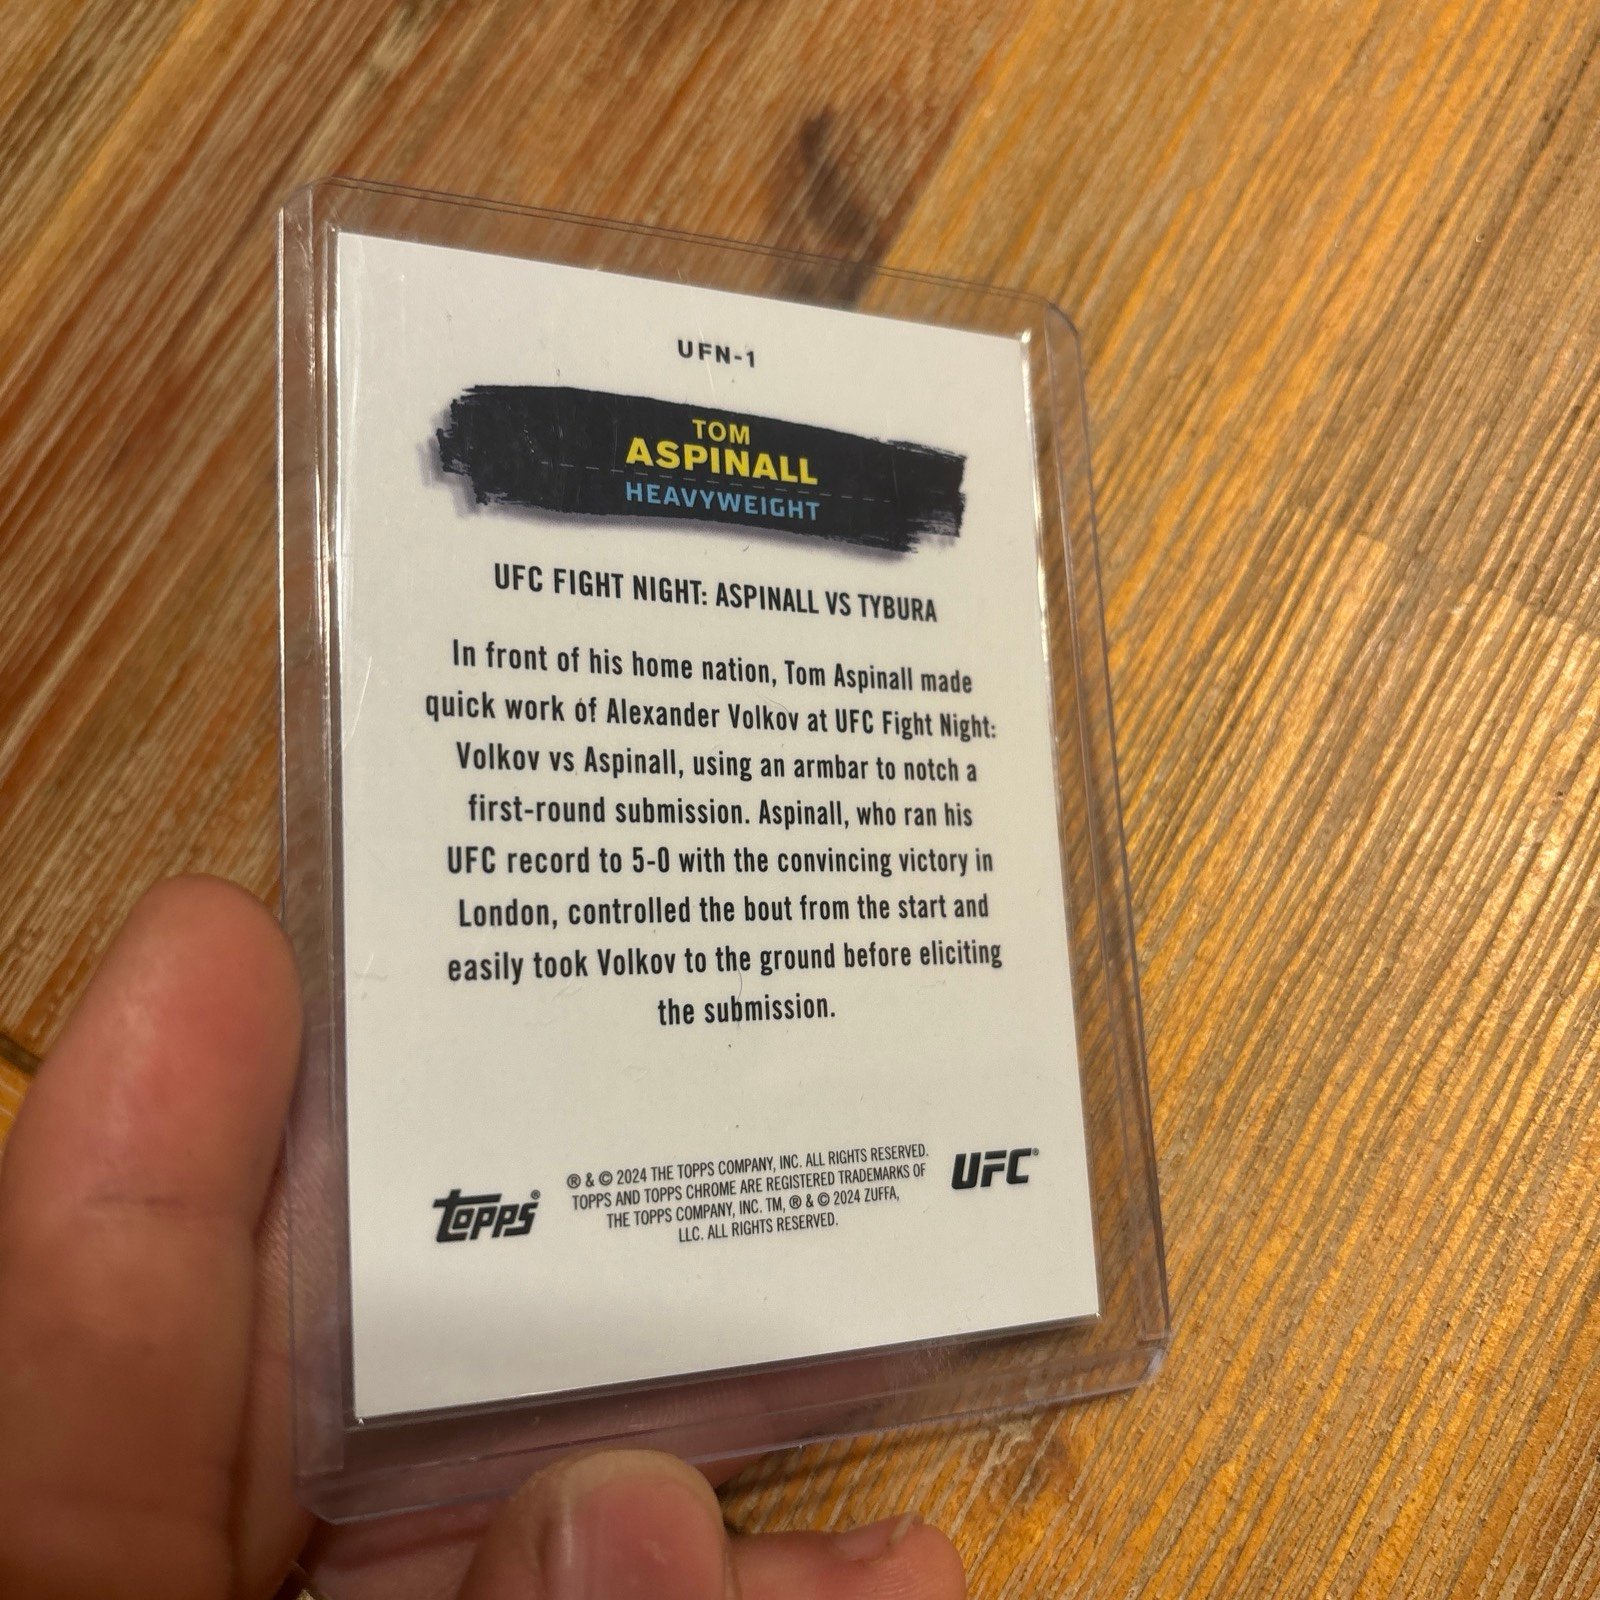 UFN-1
TOM
ASPINALL
HEAVYWEIGHT
UFC FIGHT NIGHT: ASPINALL VS TYBURA
In front of his home nation, Tom Aspinall made
quick work of Alexander Volkov at UFC Fight Night:
Volkov vs Aspinall, using an armbar to notch a
first-round submission. Aspinall, who ran his
UFC record to 5-0 with the convincing victory in
London, controlled the bout from the start and
easily took Volkov to the ground before eliciting
the submission.
® & © 2024 THE TOPPS COMPANY, INC. ALL RIGHTS RESERVED.
TOPPS AND TOPPS CHROME ARE REGISTERED TRADEMARKS OF
THE TOPPS COMPANY, INC. TM, ® & © 2024 ZUFFA,
LLC. ALL RIGHTS RESERVED.
topps®
UFC®